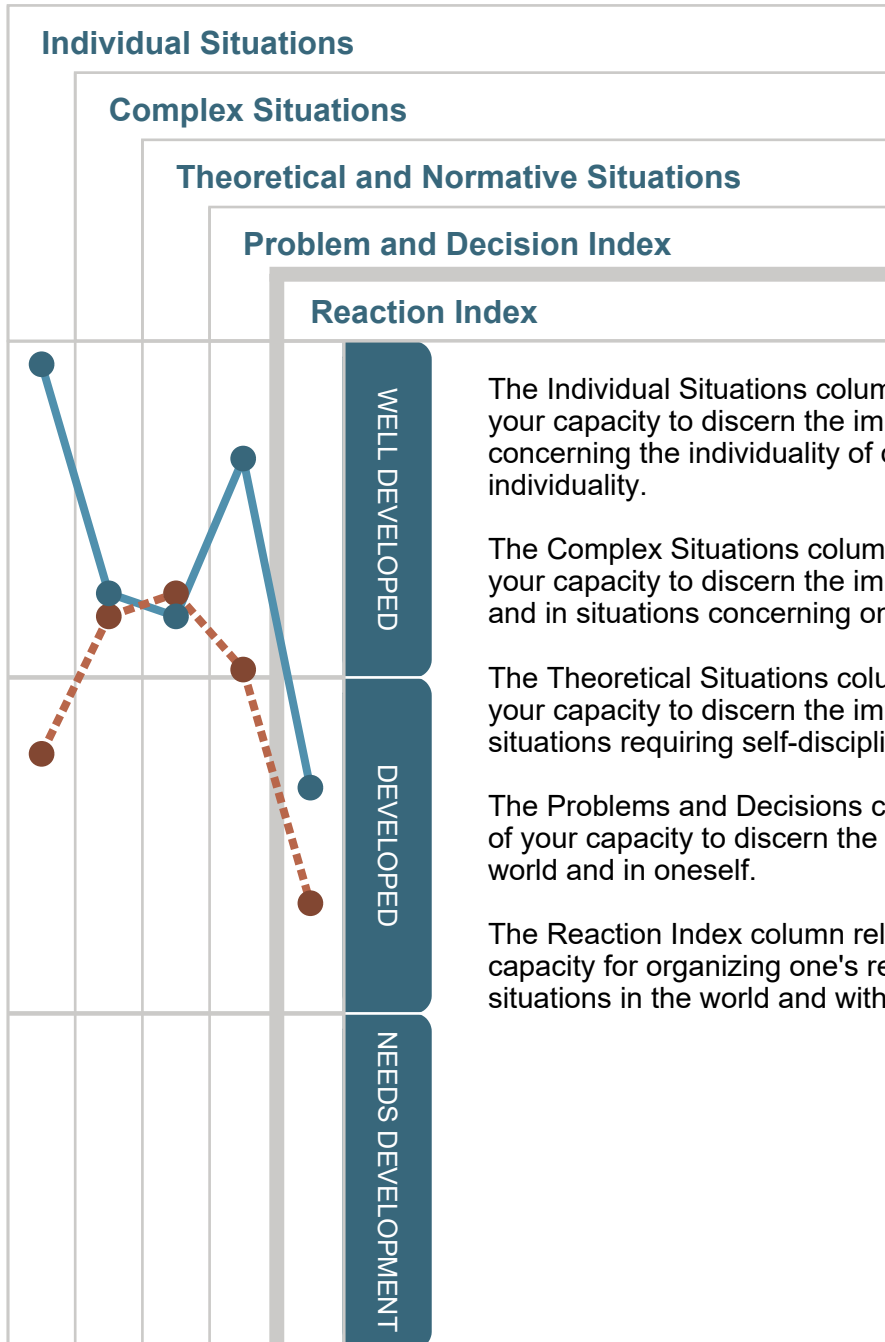 Individual Situations
Complex Situations
Theoretical and Normative Situations
Problem and Decision Index
Reaction Index
WELL DEVELOPED
DEVELOPED
NEEDS DEVELOPMENT
The Individual Situations colum
your capacity to discern the im
concerning the individuality of
individuality.
The Complex Situations colum
your capacity to discern the im
and in situations concerning
The Theoretical Situations colu
your capacity to discern the im
situations requiring self-discipli
The Problems and Decisions c
of your capacity to discern the
world and in oneself.
The Reaction Index column rel
capacity for organizing one's re
situations in the world and with